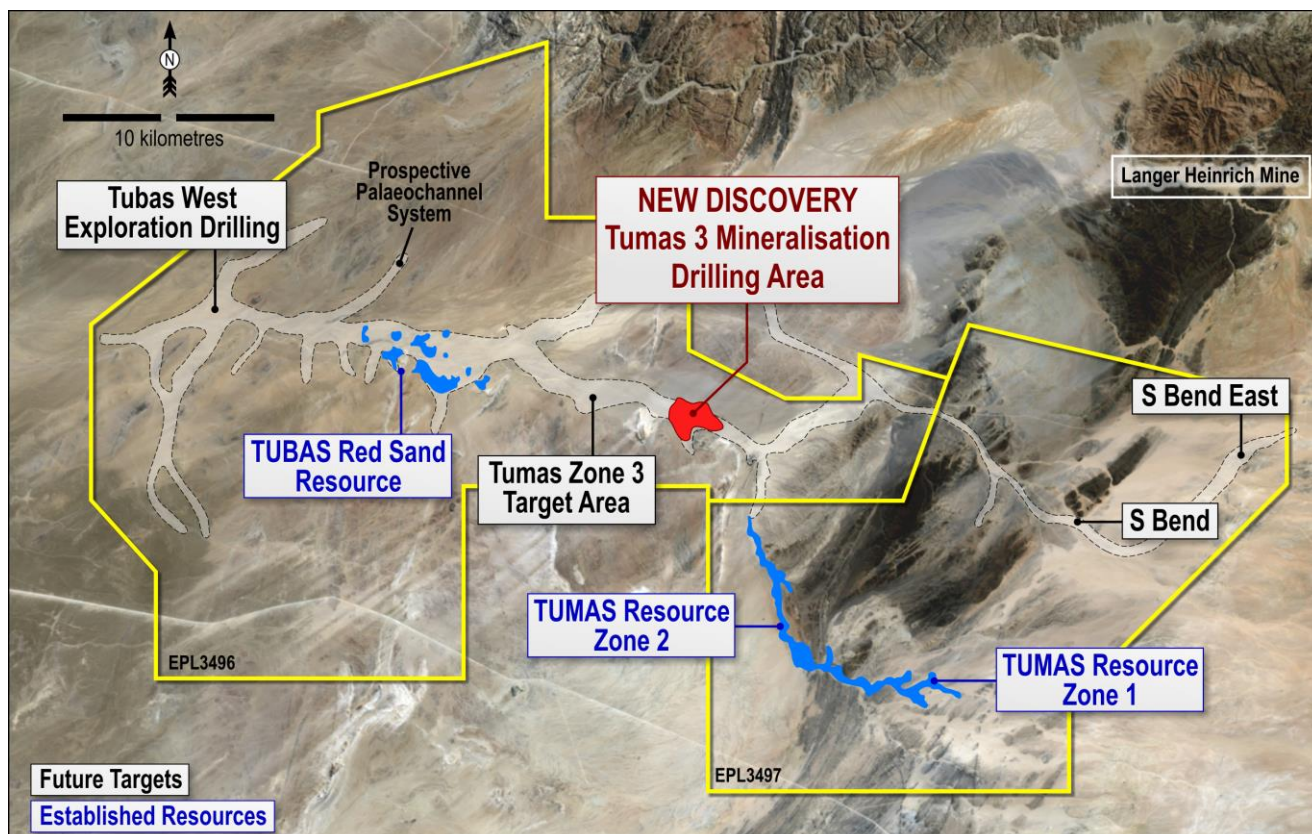 N
10 kilometres
Prospective
Palaeochannel
System
Tubas West
Exploration Drilling
NEW DISCOVERY
Tumas 3 Mineralisation
Drilling Area
Langer Heinrich Mine
S Bend East
TUBAS Red Sand
Resource
Tumas Zone 3
Target Area
S Bend
TUMAS Resource
Zone 2
TUMAS Resource
Zone 1
EPL3496
EPL3497
Future Targets
Established Resources